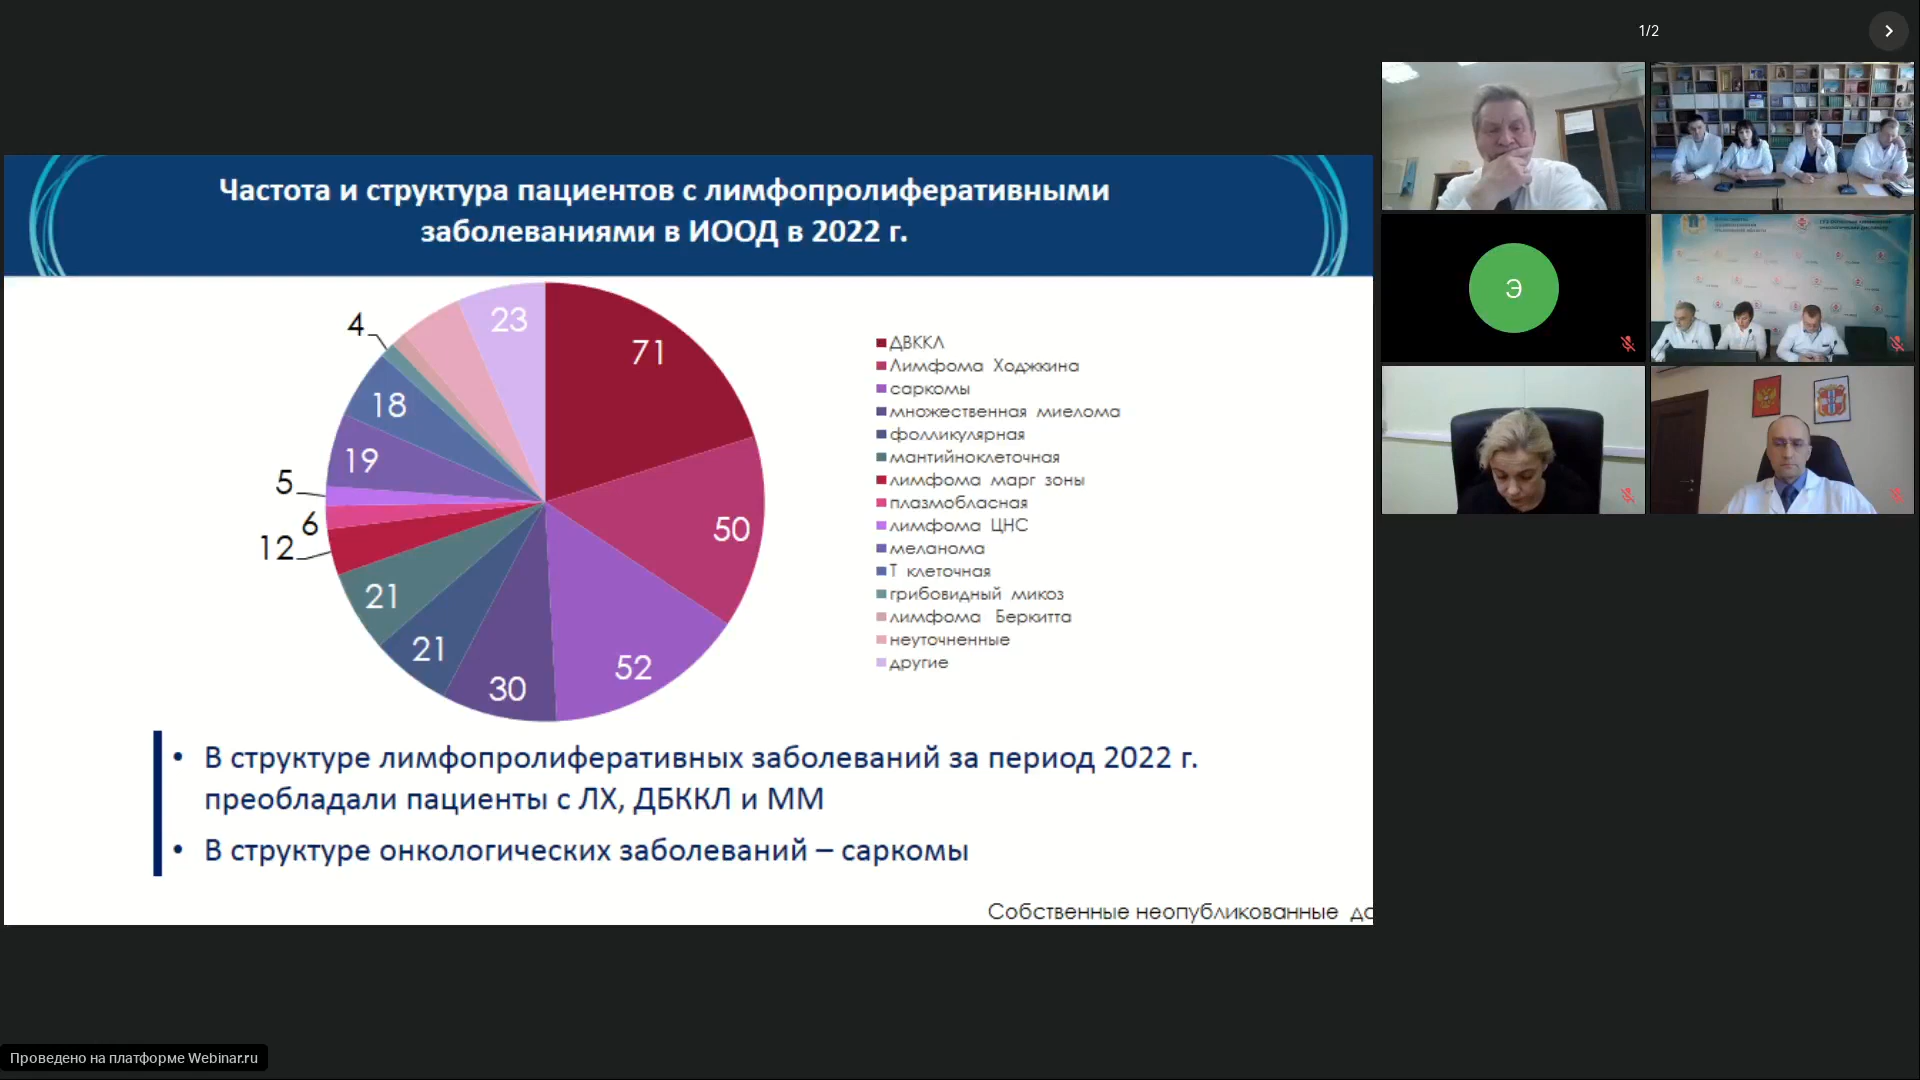 1/2
Частота и структура пациентов с лимфопролиферативными
заболеваниями в ИООД в 2022 г.
71
50
52
30
21
21
12
6
5
19
18
4
23
ДВККЛ
Лимфома Ходжкина
саркомы
множественная миелома
фолликулярная
мантийноклеточная
лимфома марг зоны
плазмобласная
лимфома ЦНС
меланома
Т клеточная
грибовидный микоз
лимфома Беркитта
неуточненные
другие
• В структуре лимфопролиферативных заболеваний за период 2022 г.
преобладали пациенты с ЛХ, ДБККЛ и ММ
• В структуре онкологических заболеваний – саркомы
Собственные неопубликованные
Э
Проведено на платформе Webinar.ru